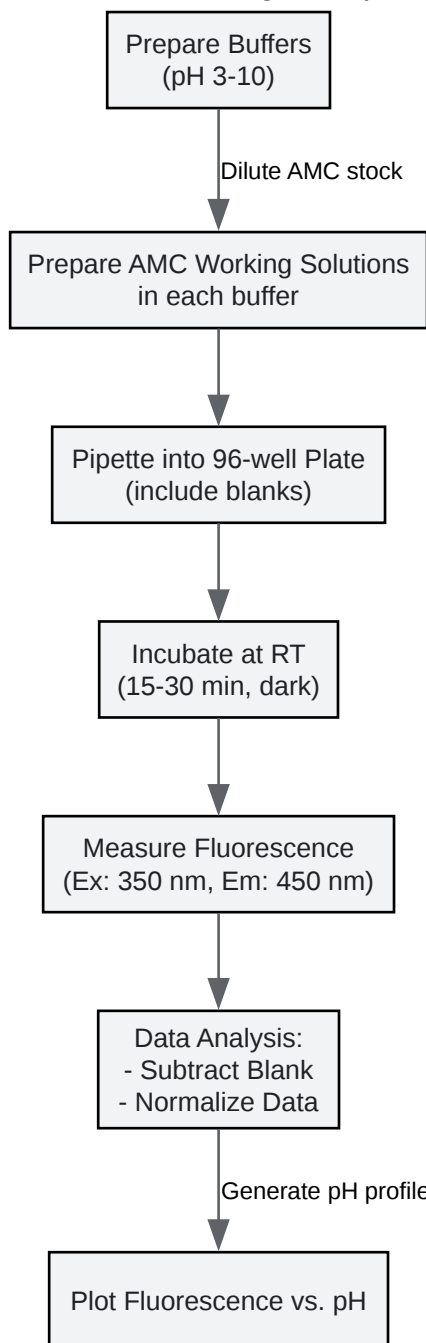 Prepare Buffers
(pH 3-10)
Dilute AMC stock
Prepare AMC Working Solutions
in each buffer
Pipette into 96-well Plate
(include blanks)
Incubate at RT
(15-30 min, dark)
Measure Fluorescence
(Ex: 350 nm, Em: 450 nm)
Data Analysis:
- Subtract Blank
- Normalize Data
Generate pH profile
Plot Fluorescence vs. pH